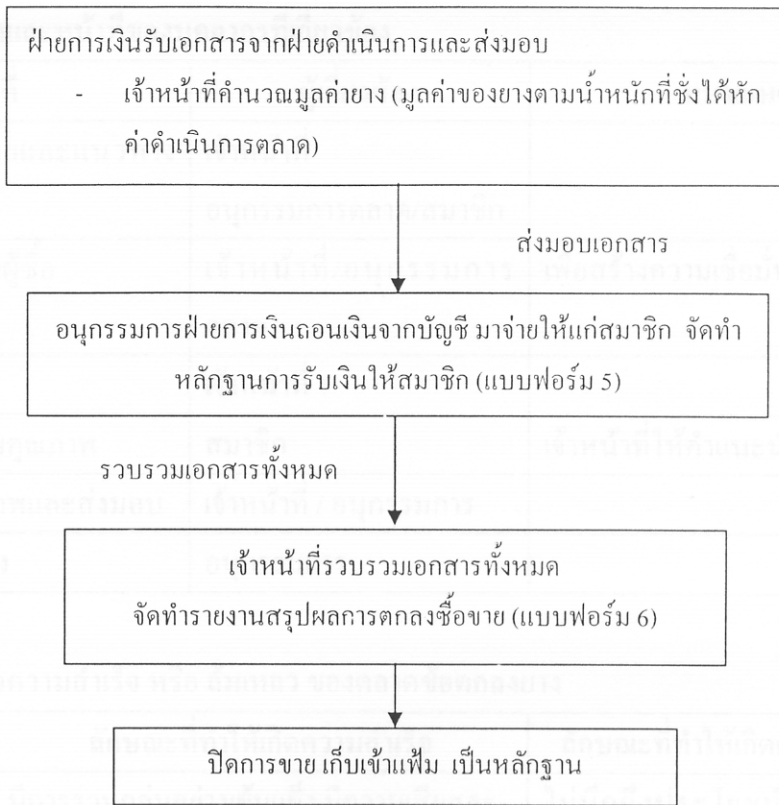 ฝ่ายการเงินรับเอกสารจากฝ่ายดำเนินการและส่งมอบ
- เจ้าหน้าที่คำนวณมูลค่ายาง (มูลค่าของยางตามน้ำหนักที่ชั่งได้หัก
ค่าดำเนินการตลาด)
ส่งมอบเอกสาร
อนุกรรมการฝ่ายการเงินถอนเงินจากบัญชี มาจ่ายให้แก่สมาชิก จัดทำ
หลักฐานการรับเงินให้สมาชิก (แบบฟอร์ม 5)
รวบรวมเอกสารทั้งหมด
เจ้าหน้าที่รวบรวมเอกสารทั้งหมด
จัดทำรายงานสรุปผลการตกลงซื้อขาย (แบบฟอร์ม 6)
ปิดการขาย เก็บเข้าแฟ้ม เป็นหลักฐาน